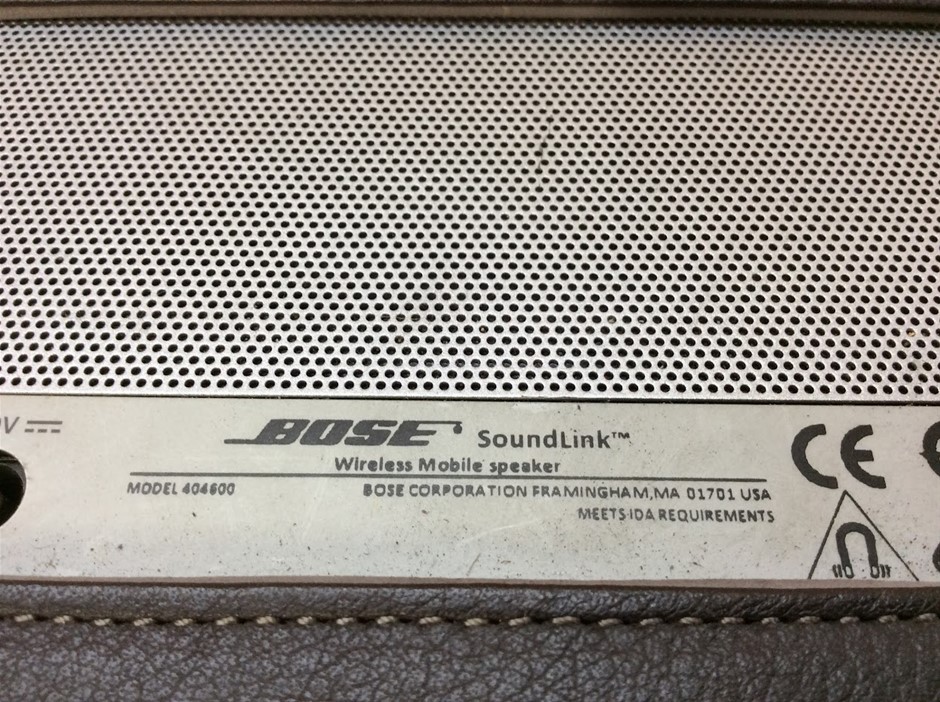 BOSE SoundLink™
Wireless Mobile speaker
MODEL 404600 BOSE CORPORATION FRAMINGHAM,MA 01701 USA
MEETS IDA REQUIREMENTS
CE